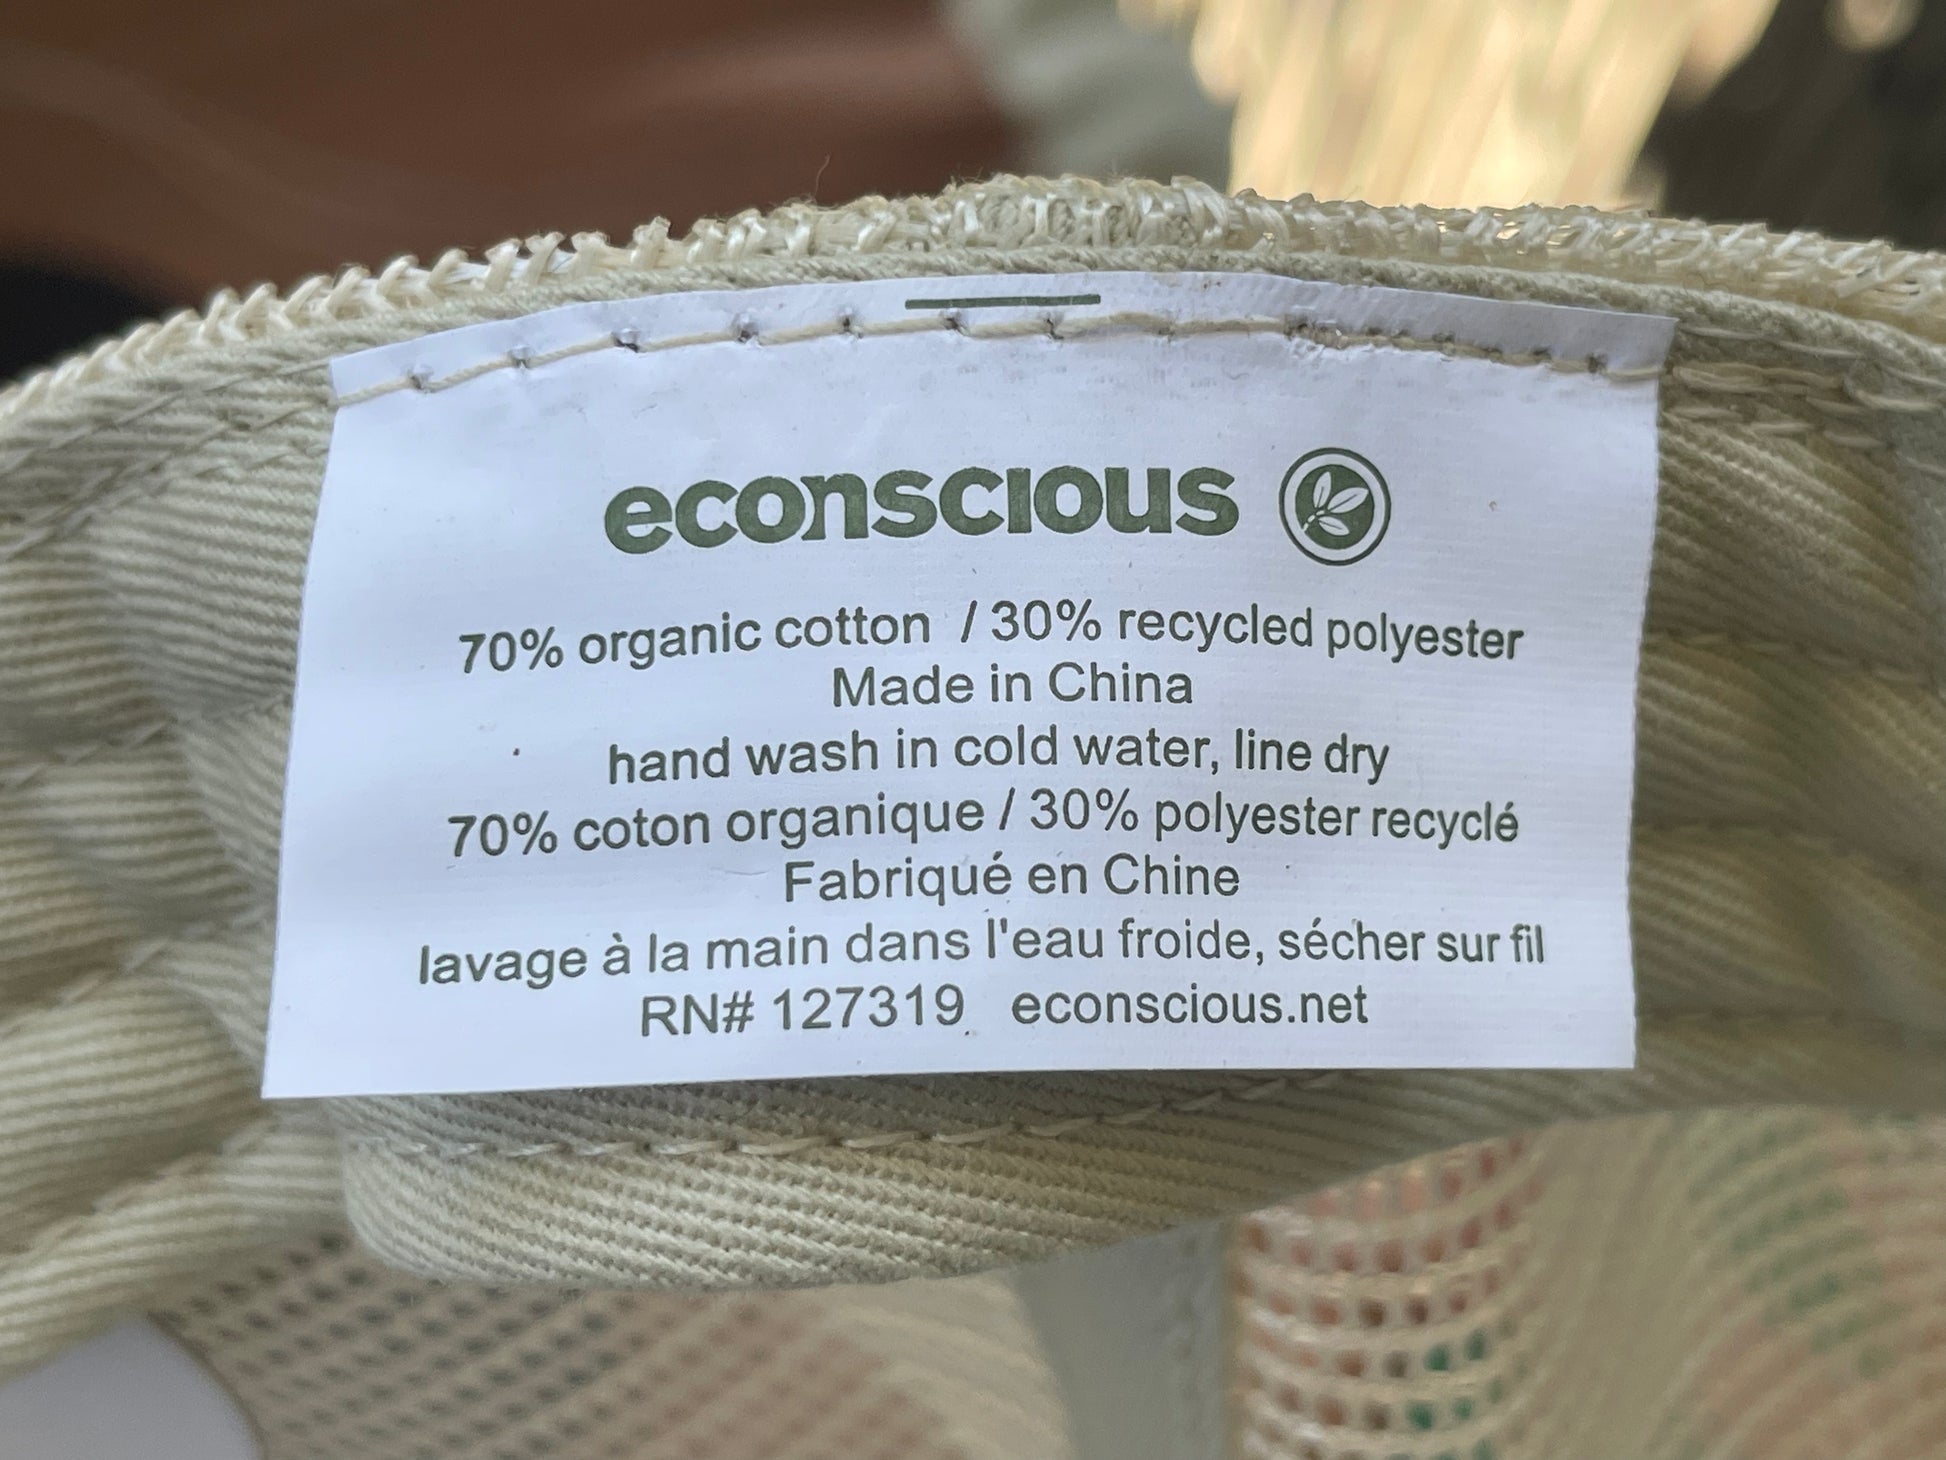 econscious
70% organic cotton / 30% recycled polyester
Made in China
hand wash in cold water, line dry
70% coton organique / 30% polyester recyclé
Fabriqué en Chine
lavage à la main dans l'eau froide, sécher sur fil
RN# 127319 econscious.net